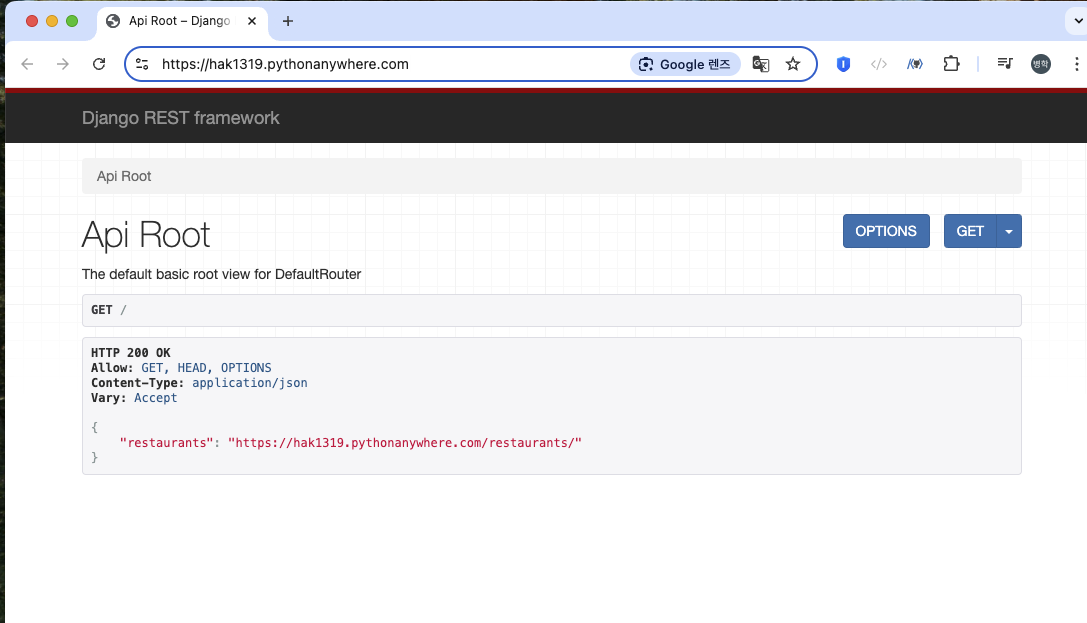 Api Root – Django
https://hak1319.pythonanywhere.com
Google 렌즈
병학
Django REST framework
Api Root
Api Root
OPTIONS
GET
The default basic root view for DefaultRouter
GET /
HTTP 200 OK
Allow: GET, HEAD, OPTIONS
Content-Type: application/json
Vary: Accept
{
"restaurants": "https://hak1319.pythonanywhere.com/restaurants/"
}